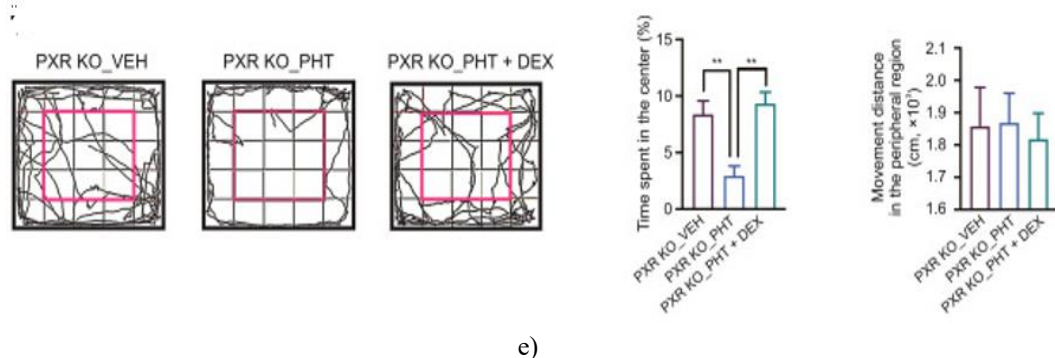 PXR KO_VEH
PXR KO_PHT
PXR KO_PHT + DEX
Time spent in the center (%)
15
10
5
0
** **
PXR KO_VEH
PXR KO_PHT
PXR KO_PHT + DEX
Movement distance
in the peripheral region
(cm, ×10³)
2.1
2.0
1.9
1.8
1.7
1.6
PXR KO_VEH
PXR KO_PHT
PXR KO_PHT + DEX
e)